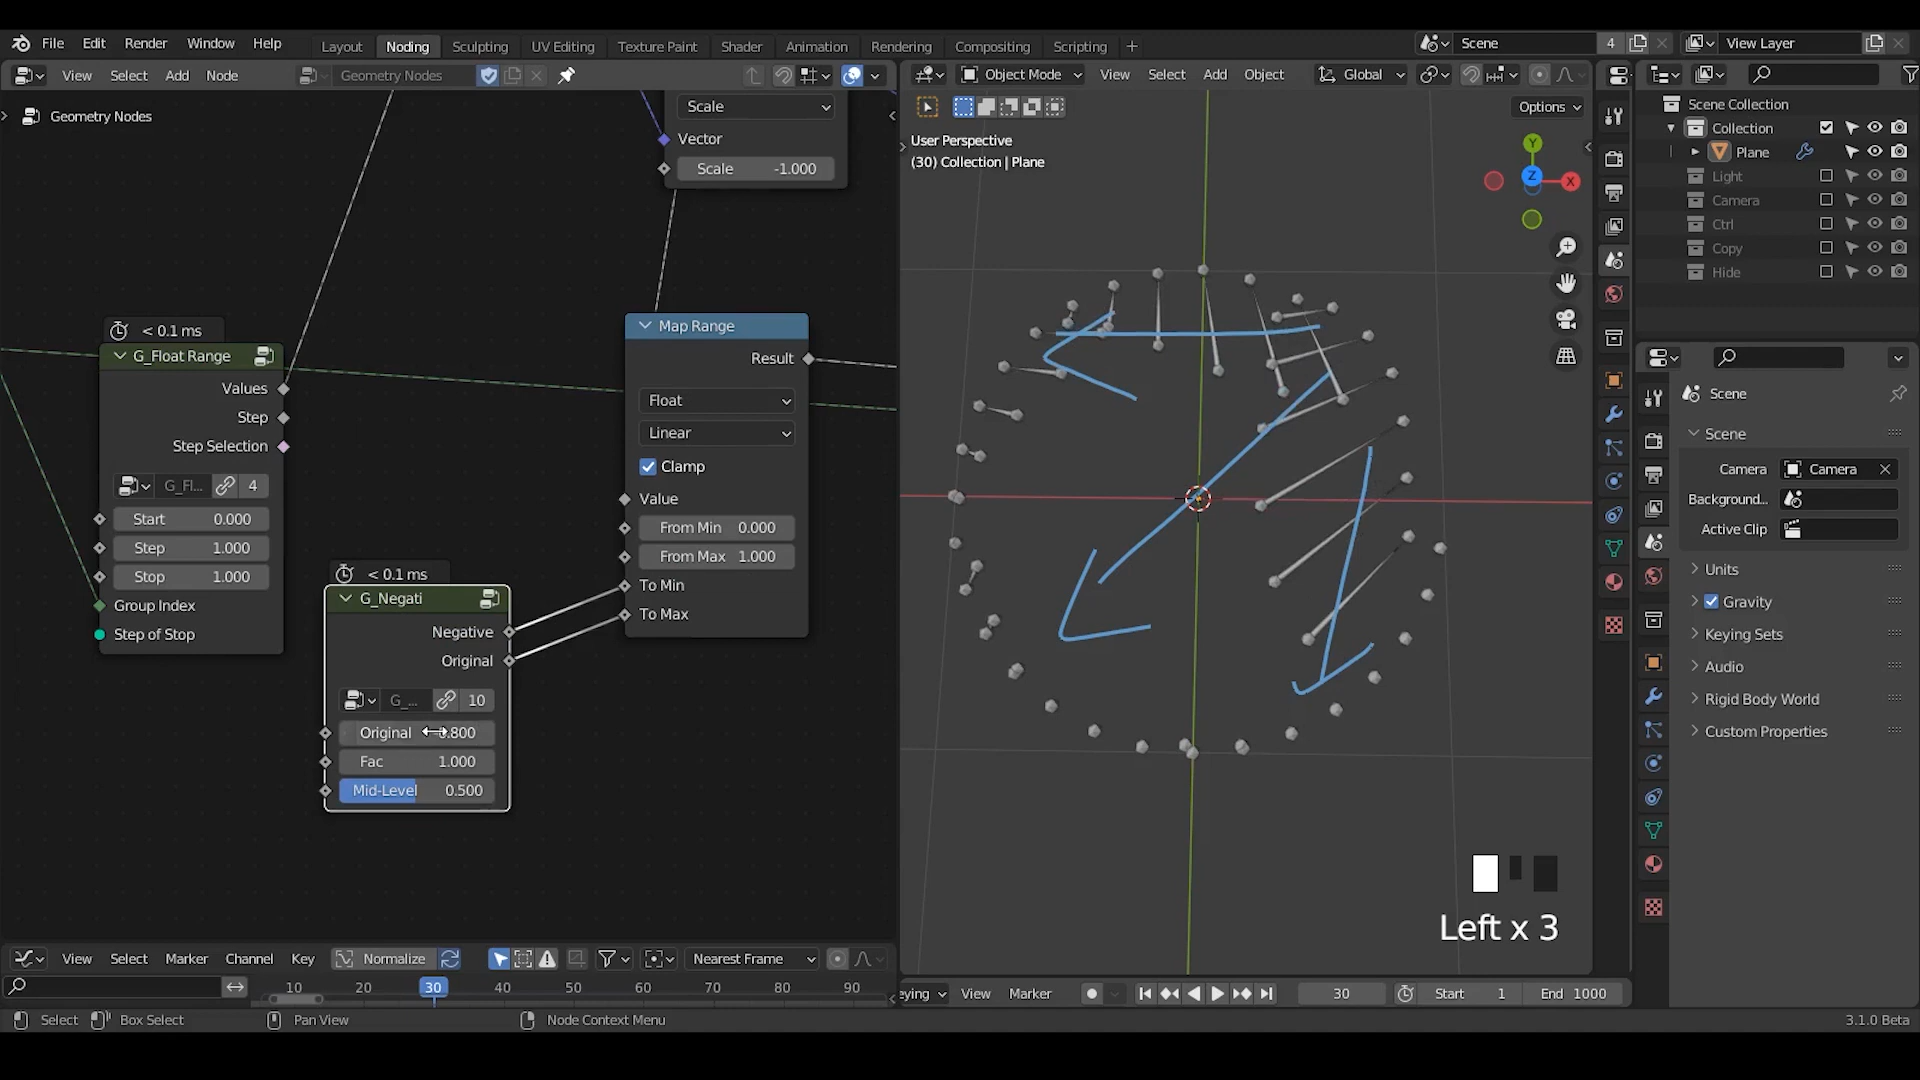 File Edit Render Window Help Layout Noding Sculpting UV Editing Texture Paint Shader Animation Rendering Compositing Scripting + Scene 4 View Layer
View Select Add Node Geometry Nodes Object Mode View Select Add Object Global
Options
Geometry Nodes
User Perspective
(30) Collection | Plane
Scale
Vector
Scale -1.000
< 0.1 ms
G_Float Range
Values
Step
Step Selection
G_Fl... 4
Start 0.000
Step 1.000
Stop 1.000
Group Index
Step of Stop
< 0.1 ms
G_Negati
Negative
Original
G_... 10
Original 0.800
Fac 1.000
Mid-Level 0.500
Map Range
Result
Float
Linear
Clamp
Value
From Min 0.000
From Max 1.000
To Min
To Max
Y
Z
X
Left x 3
Scene Collection
Collection
Plane
Light
Camera
Ctrl
Copy
Hide
Scene
Scene
Camera Camera
Background...
Active Clip
Units
Gravity
Keying Sets
Audio
Rigid Body World
Custom Properties
View Select Marker Channel Key Normalize Nearest Frame
10 20 30 40 50 60 70 80 90
eying View Marker 30 Start 1 End 1000
Select Box Select Pan View Node Context Menu 3.1.0 Beta